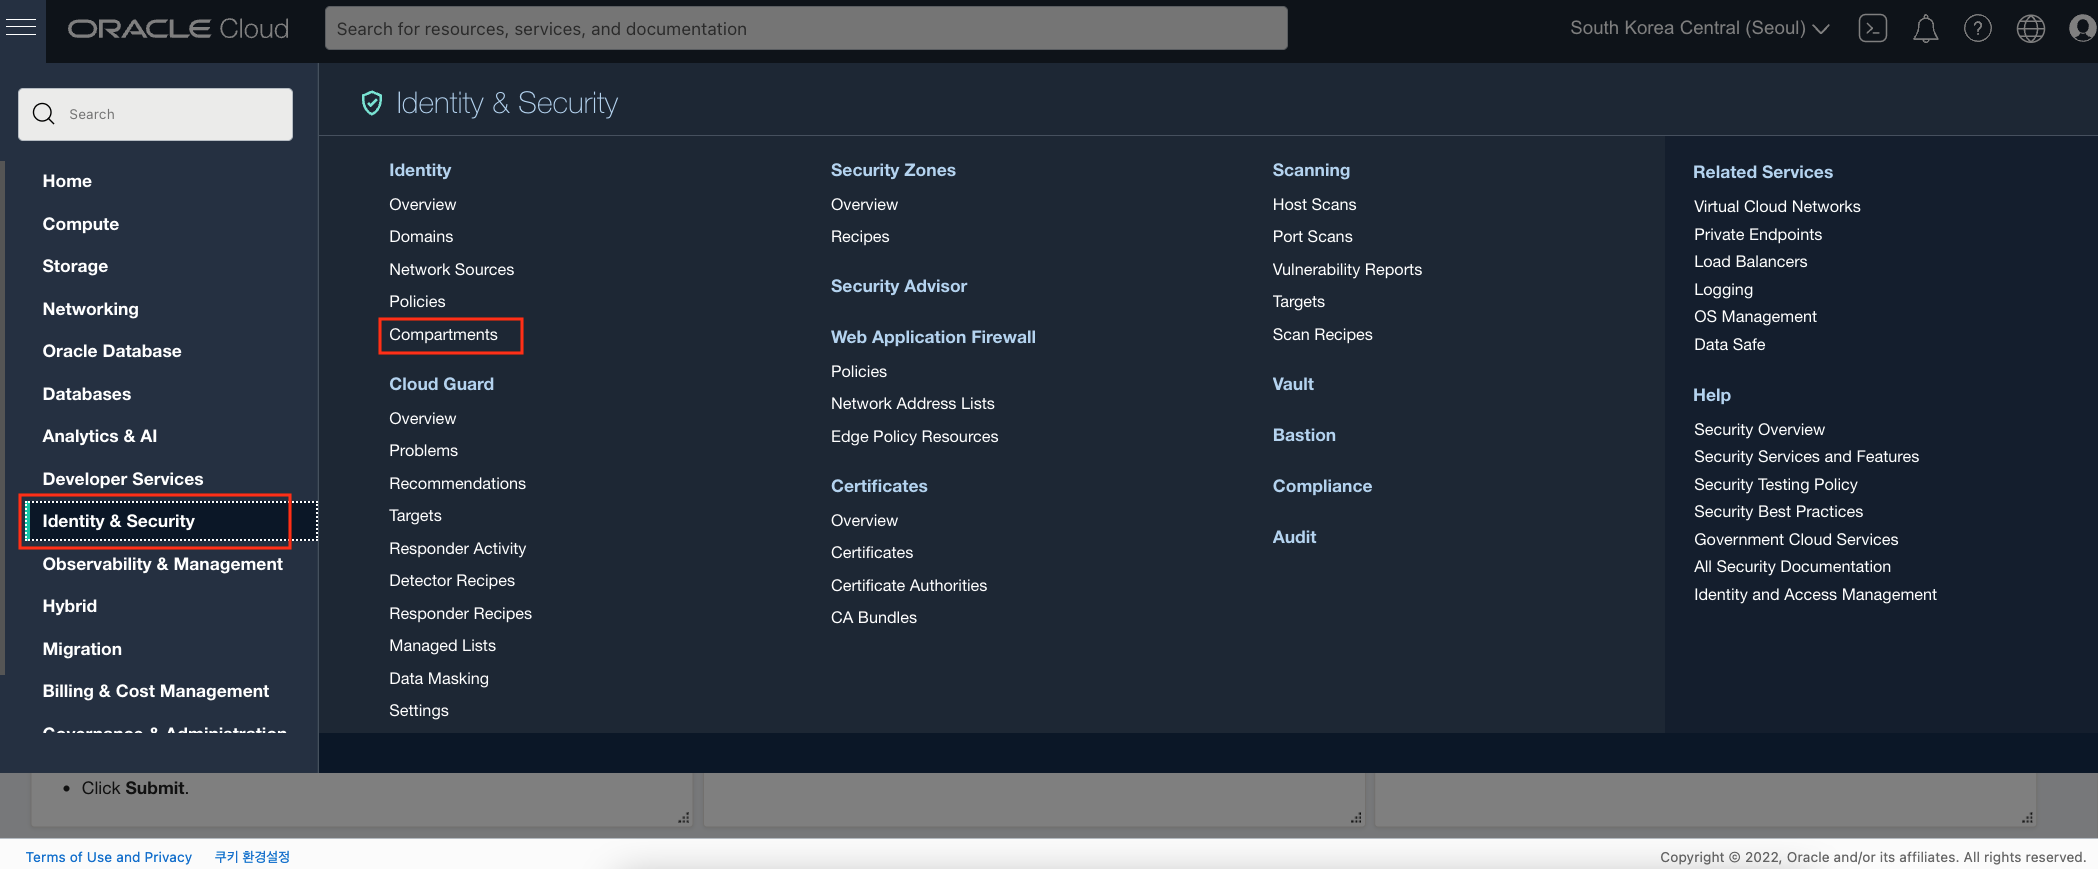 ORACLE Cloud
Search for resources, services, and documentation
South Korea Central (Seoul)
Search
Home
Compute
Storage
Networking
Oracle Database
Databases
Analytics & AI
Developer Services
Identity & Security
Observability & Management
Hybrid
Migration
Billing & Cost Management
Governance & Administration
Identity & Security
Identity
Overview
Domains
Network Sources
Policies
Compartments
Cloud Guard
Overview
Problems
Recommendations
Targets
Responder Activity
Detector Recipes
Responder Recipes
Managed Lists
Data Masking
Settings
Security Zones
Overview
Recipes
Security Advisor
Web Application Firewall
Policies
Network Address Lists
Edge Policy Resources
Certificates
Overview
Certificates
Certificate Authorities
CA Bundles
Scanning
Host Scans
Port Scans
Vulnerability Reports
Targets
Scan Recipes
Vault
Bastion
Compliance
Audit
Related Services
Virtual Cloud Networks
Private Endpoints
Load Balancers
Logging
OS Management
Data Safe
Help
Security Overview
Security Services and Features
Security Testing Policy
Security Best Practices
Government Cloud Services
All Security Documentation
Identity and Access Management
• Click Submit.
Terms of Use and Privacy
쿠키 환경설정
Copyright © 2022, Oracle and/or its affiliates. All rights reserved.